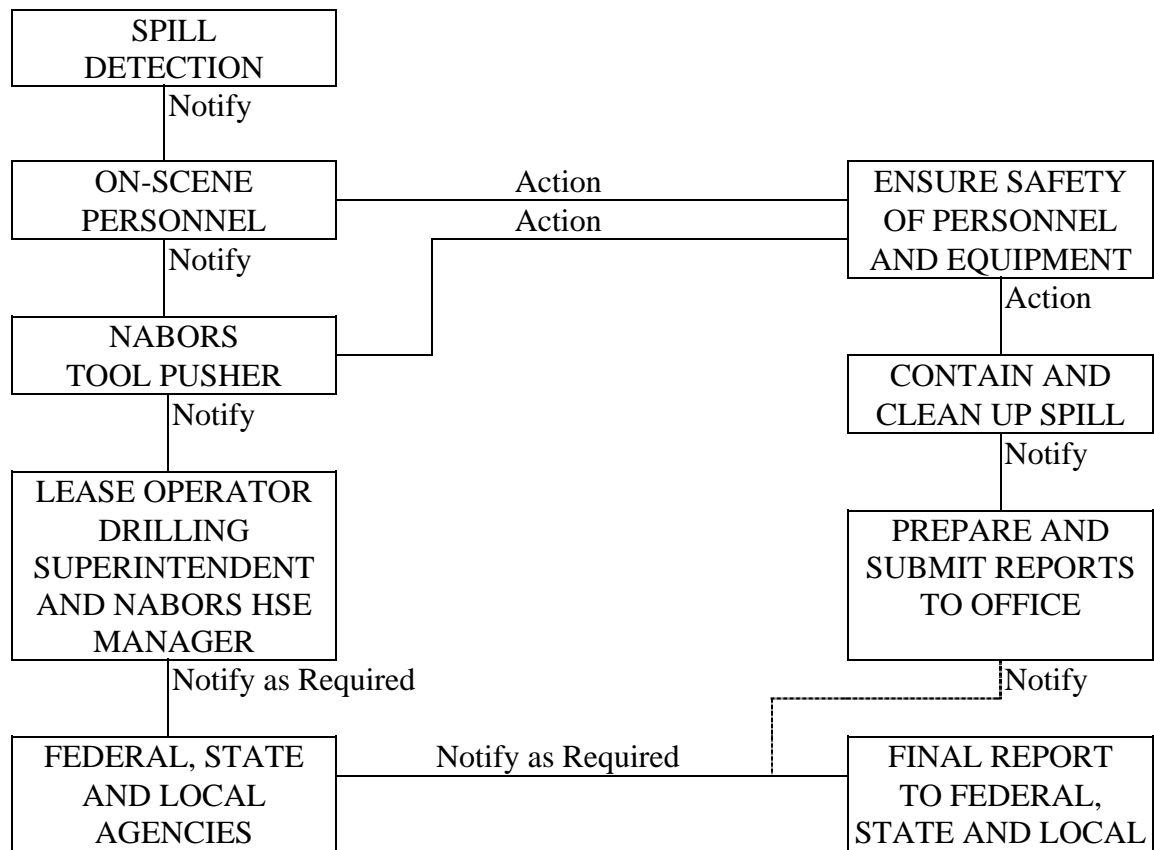 SPILL
DETECTION
Notify
ON-SCENE
PERSONNEL
Action
Action
ENSURE SAFETY
OF PERSONNEL
AND EQUIPMENT
Notify
Action
NABORS
TOOL PUSHER
CONTAIN AND
CLEAN UP SPILL
Notify
Notify
LEASE OPERATOR
DRILLING
SUPERINTENDENT
AND NABORS HSE
MANAGER
PREPARE AND
SUBMIT REPORTS
TO OFFICE
Notify as Required
Notify
FEDERAL, STATE
AND LOCAL
AGENCIES
Notify as Required
FINAL REPORT
TO FEDERAL,
STATE AND LOCAL